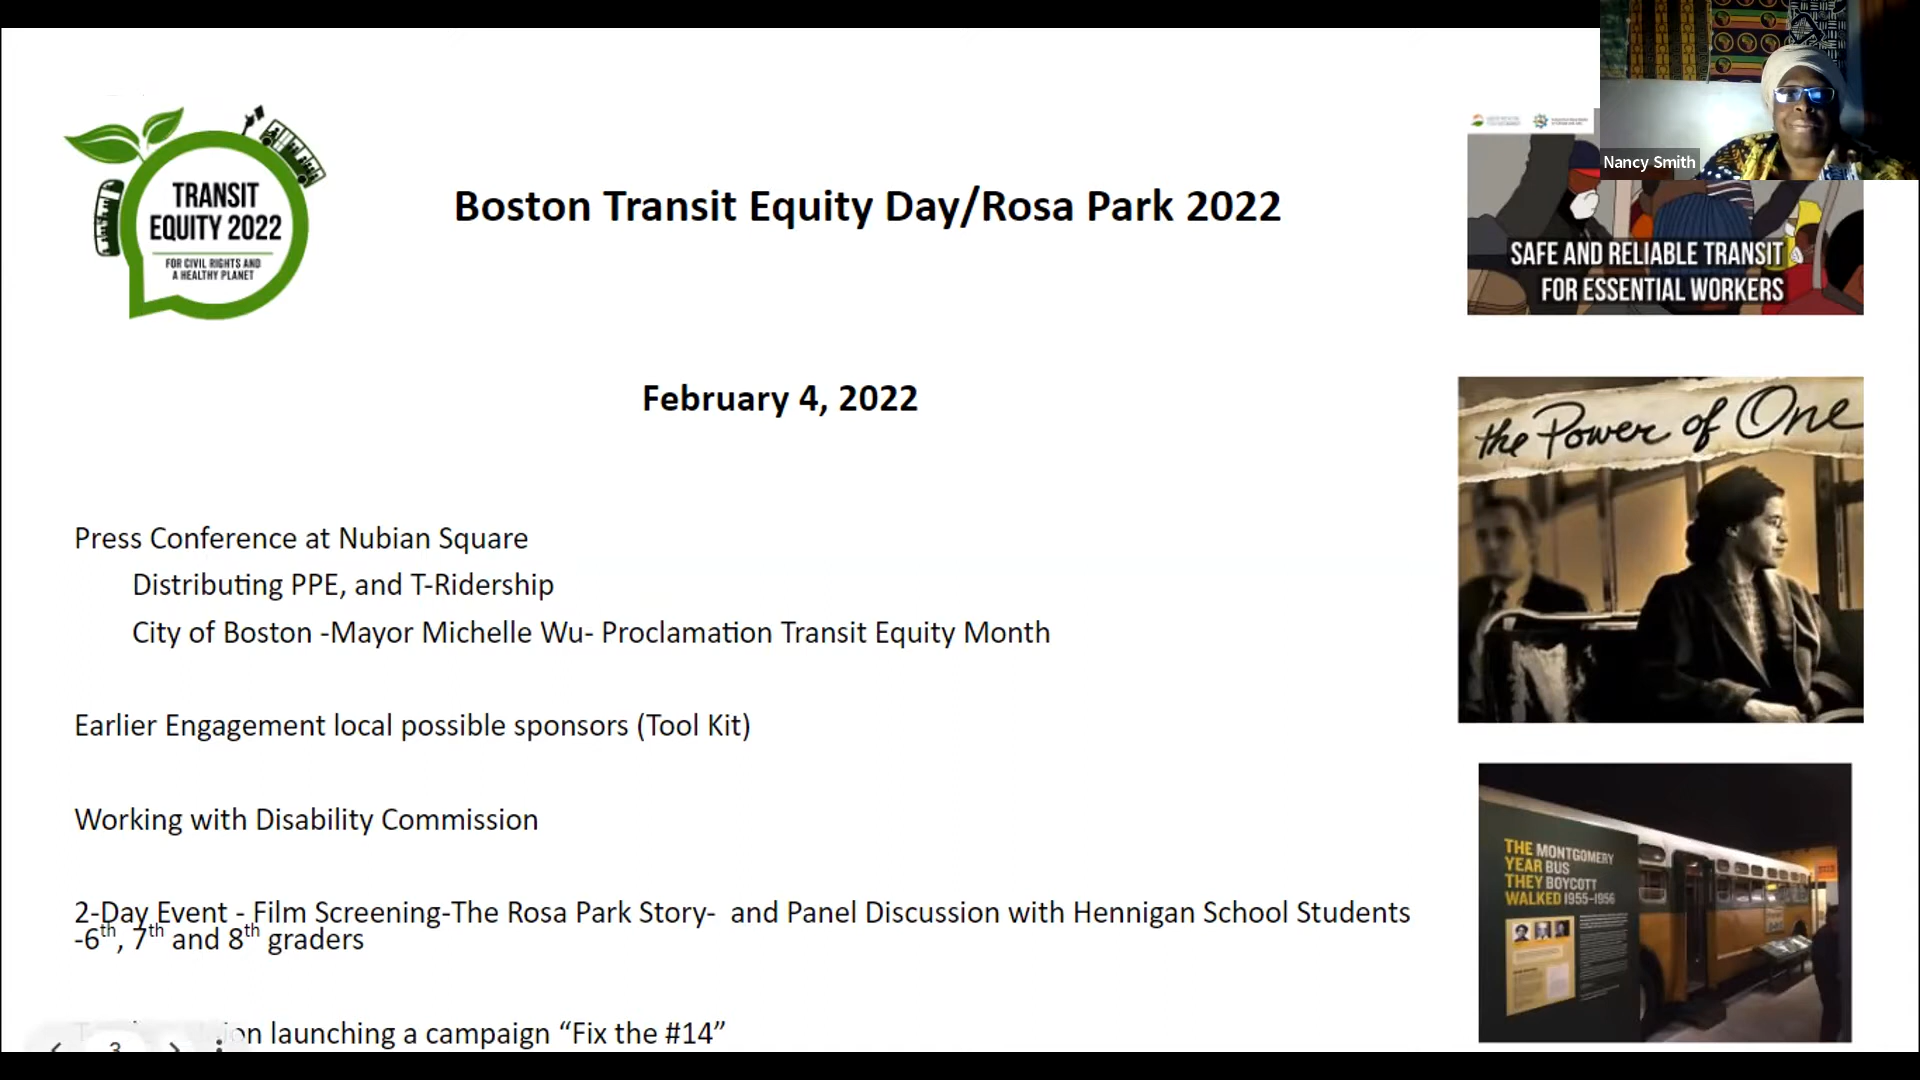 TRANSIT
EQUITY 2022
FOR CIVIL RIGHTS AND
A HEALTHY PLANET
Boston Transit Equity Day/Rosa Park 2022
Nancy Smith
SAFE AND RELIABLE TRANSIT
FOR ESSENTIAL WORKERS
February 4, 2022
the Power of One
Press Conference at Nubian Square
Distributing PPE, and T-Ridership
City of Boston -Mayor Michelle Wu- Proclamation Transit Equity Month
Earlier Engagement local possible sponsors (Tool Kit)
Working with Disability Commission
2-Day Event - Film Screening-The Rosa Park Story- and Panel Discussion with Hennigan School Students
-6th, 7th and 8th graders
launching a campaign “Fix the #14”
3
THE MONTGOMERY
YEAR BUS
THEY BOYCOTT
WALKED 1955-1956